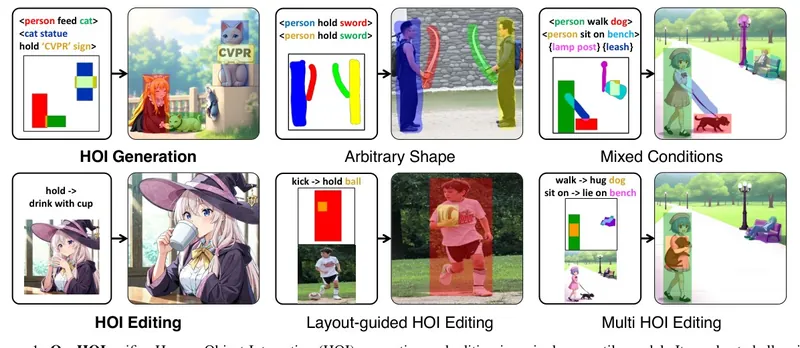 <person feed cat>
<cat statue
hold ‘CVPR’ sign>
CVPR
HOI Generation
<person hold sword>
<person hold sword>
Arbitrary Shape
<person walk dog>
<person sit on bench>
{lamp post} {leash}
Mixed Conditions
hold ->
drink with cup
HOI Editing
kick -> hold ball
Layout-guided HOI Editing
walk -> hug dog
sit on -> lie on bench
Multi HOI Editing